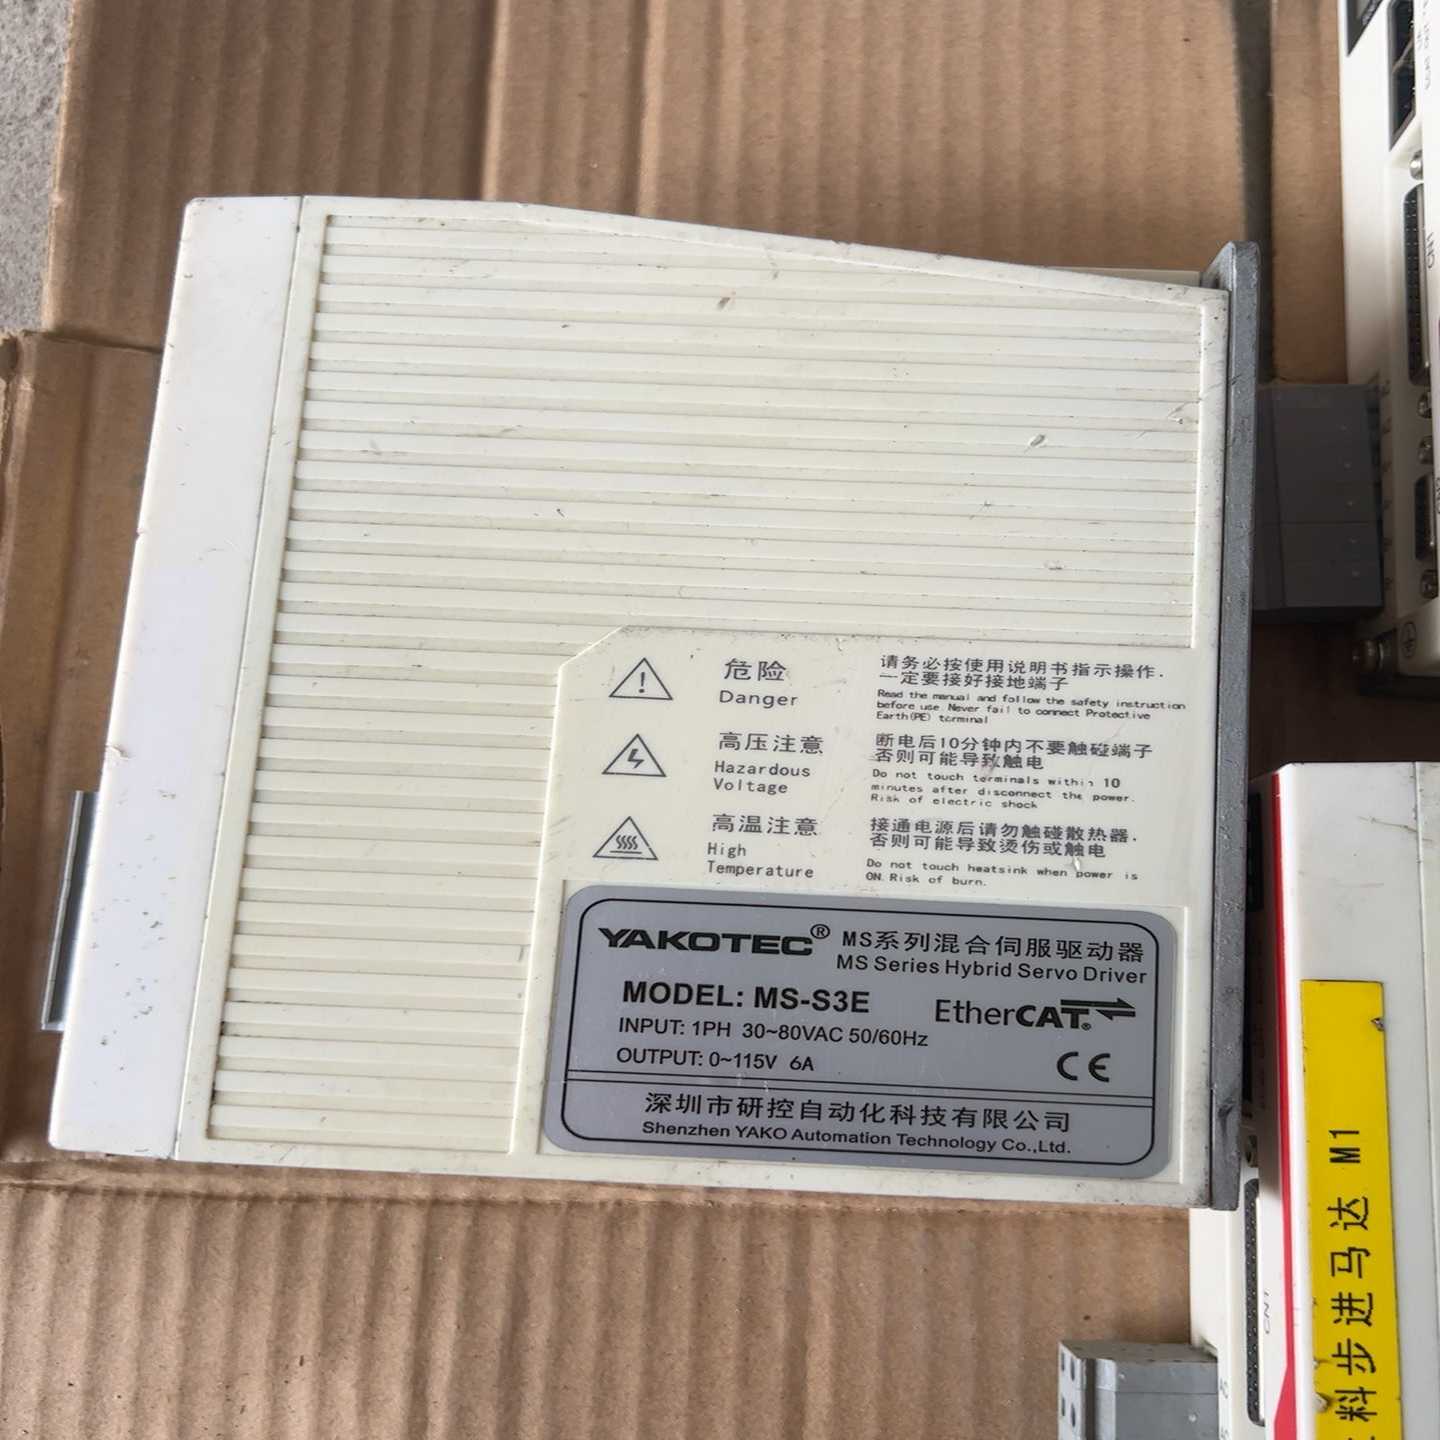 危险
Danger
请务必按使用说明书指示操作.
一定要接好接地端子
Read the manual and follow the safety instruction
before use. Never fail to connect Protective
Earth(PE) terminal
高压注意
Hazardous
Voltage
断电后10分钟内不要触碰端子
否则可能导致触电
Do not touch terminals within 10
minutes after disconnect the power.
Risk of electric shock
高温注意
High
Temperature
接通电源后请勿触碰散热器.
否则可能导致烫伤或触电
Do not touch heatsink when power is
ON. Risk of burn.
YAKOTEC® MS系列混合伺服驱动器
MS Series Hybrid Servo Driver
MODEL: MS-S3E
EtherCAT®
INPUT: 1PH 30~80VAC 50/60Hz
OUTPUT: 0~115V 6A
CE
深圳市研控自动化科技有限公司
Shenzhen YAKO Automation Technology Co.,Ltd.
CN1
料步进马达 M1
CN1
AC